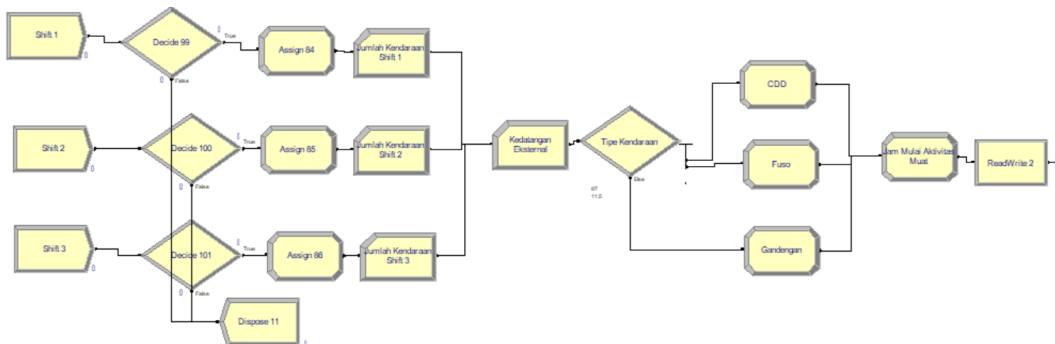 Shift 1
Decide 99
True
False
Assign 84
Jumlah Kendaraan
Shift 1
Shift 2
Decide 100
True
False
Assign 85
Jumlah Kendaraan
Shift 2
Shift 3
Decide 101
True
False
Assign 86
Jumlah Kendaraan
Shift 3
Dispose 11
Kedatangan
Eksternal
Tipe Kendaraan
Else
CDD
Fuso
Gandengan
Jam Mulai Aktivitas
Muat
ReadWrite 2